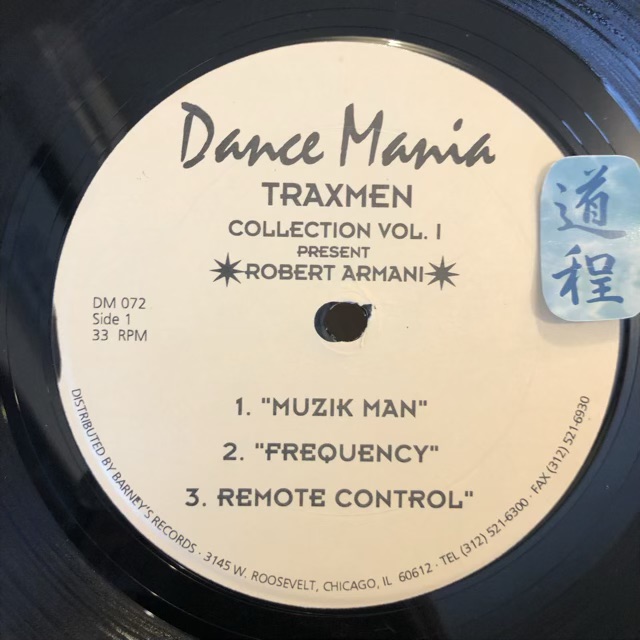 Dance Mania
TRAXMEN
COLLECTION VOL. I
PRESENT
ROBERT ARMANI
DM 072
Side 1
33 RPM
道程
1. "MUZIK MAN"
2. "FREQUENCY"
3. REMOTE CONTROL"
DISTRIBUTED BY BARNEY'S RECORDS · 3145 W. ROOSEVELT, CHICAGO, IL 60612 · TEL (312) 521-6300 · FAX (312) 521-6930